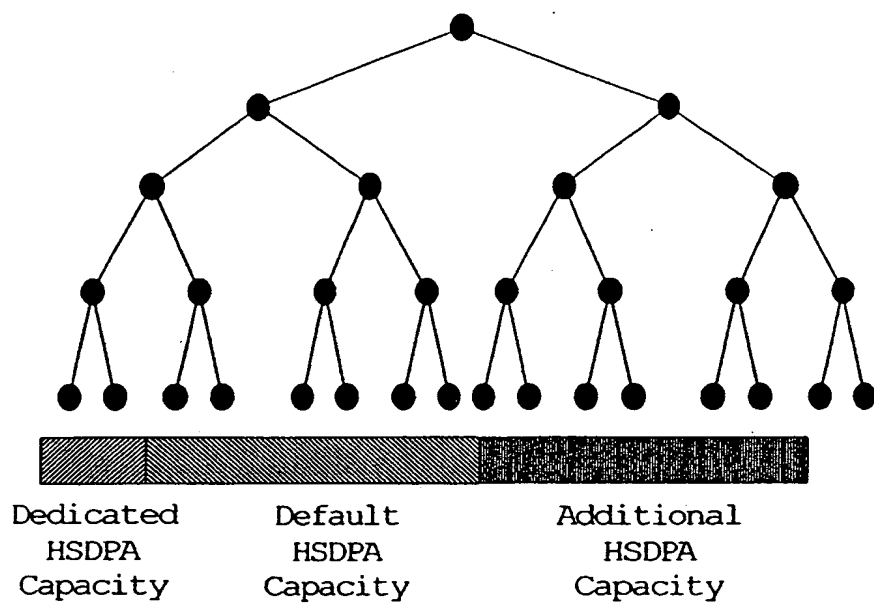 Dedicated
HSDPA
Capacity
Default
HSDPA
Capacity
Additional
HSDPA
Capacity